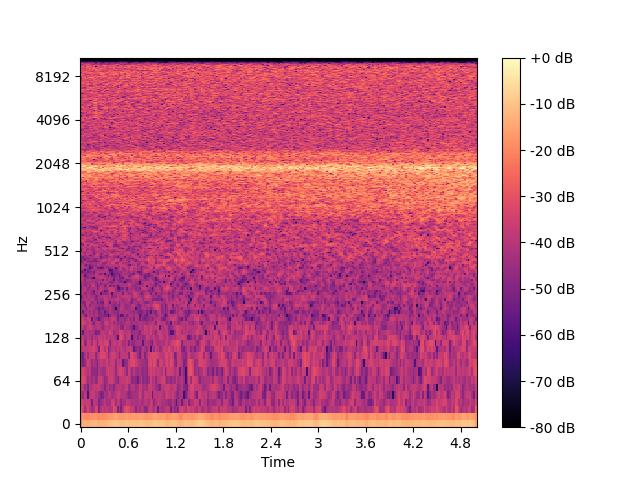 8192
4096
2048
1024
512
256
128
64
0
Hz
0 0.6 1.2 1.8 2.4 3 3.6 4.2 4.8
Time
+0 dB
-10 dB
-20 dB
-30 dB
-40 dB
-50 dB
-60 dB
-70 dB
-80 dB